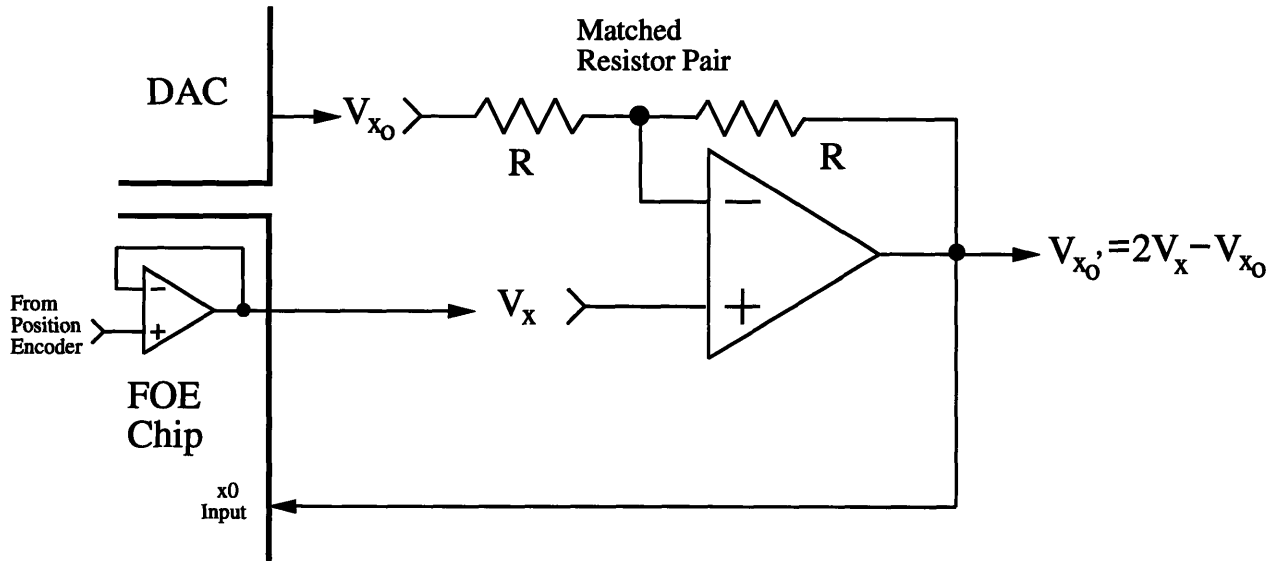 Matched
Resistor Pair
DAC
V_{x_O}
R
R
−
+
V_{x_O'} = 2V_x − V_{x_O}
From
Position
Encoder
−
+
V_x
FOE
Chip
x0
Input